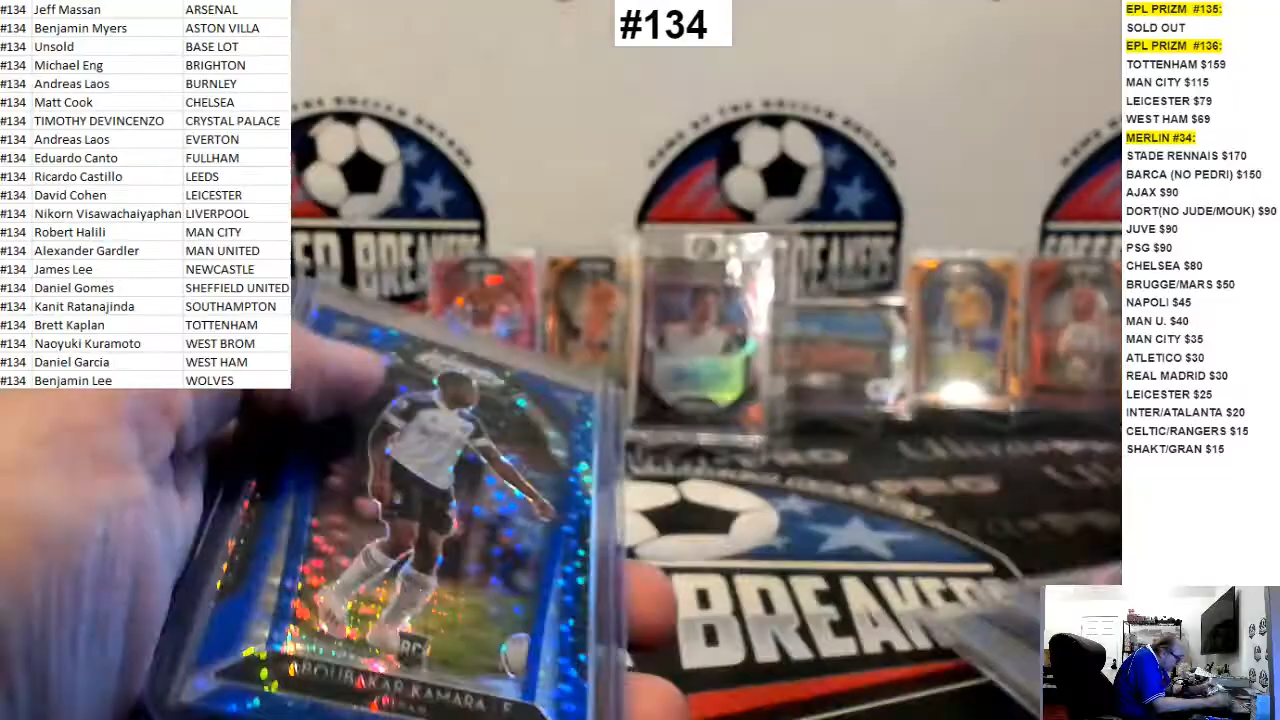 #134 Jeff Massan ARSENAL
#134 Benjamin Myers ASTON VILLA
#134 Unsold BASE LOT
#134 Michael Eng BRIGHTON
#134 Andreas Laos BURNLEY
#134 Matt Cook CHELSEA
#134 TIMOTHY DEVINCENZO CRYSTAL PALACE
#134 Andreas Laos EVERTON
#134 Eduardo Canto FULLHAM
#134 Ricardo Castillo LEEDS
#134 David Cohen LEICESTER
#134 Nikorn Visawachaiyaphan LIVERPOOL
#134 Robert Halili MAN CITY
#134 Alexander Gardler MAN UNITED
#134 James Lee NEWCASTLE
#134 Daniel Gomes SHEFFIELD UNITED
#134 Kanit Ratanajinda SOUTHAMPTON
#134 Brett Kaplan TOTTENHAM
#134 Naoyuki Kuramoto WEST BROM
#134 Daniel Garcia WEST HAM
#134 Benjamin Lee WOLVES
#134
EPL PRIZM #135:
SOLD OUT
EPL PRIZM #136:
TOTTENHAM $159
MAN CITY $115
LEICESTER $79
WEST HAM $69
MERLIN #34:
STADE RENNAIS $170
BARCA (NO PEDRI) $150
AJAX $90
DORT(NO JUDE/MOUK) $90
JUVE $90
PSG $90
CHELSEA $80
BRUGGE/MARS $50
NAPOLI $45
MAN U. $40
MAN CITY $35
ATLETICO $30
REAL MADRID $30
LEICESTER $25
INTER/ATALANTA $20
CELTIC/RANGERS $15
SHAKT/GRAN $15
BREAKERS
ABOUBAKAR KAMARA